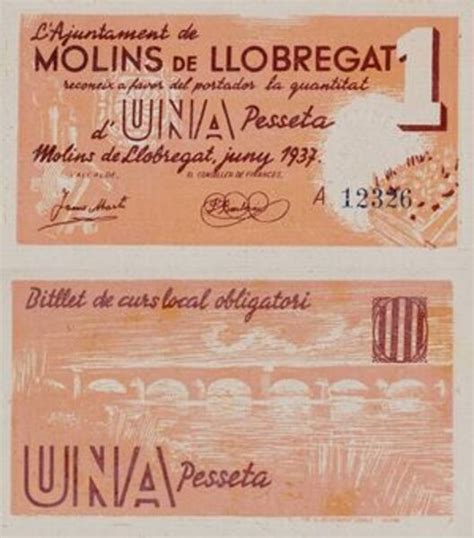 L'Ajuntament de
MOLINS DE LLOBREGAT
1
reconeix a favor del portador la quantitat
d'UNA Pesseta
Molins de Llobregat, juny 1937.
L'ALCALDE, EL CONSELLER DE FINANCES,
A 12326
Bitllet de curs local obligatori
UNA Pesseta